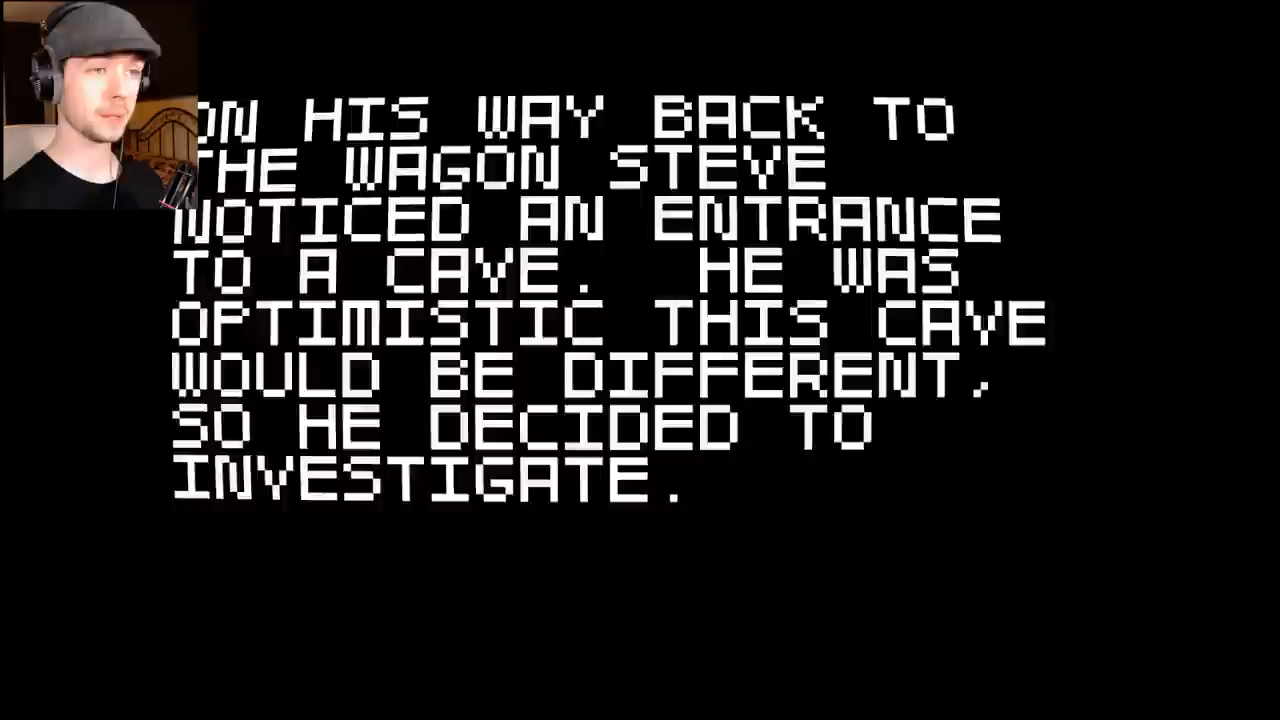 ON HIS WAY BACK TO
THE WAGON STEVE
NOTICED AN ENTRANCE
TO A CAVE. HE WAS
OPTIMISTIC THIS CAVE
WOULD BE DIFFERENT,
SO HE DECIDED TO
INVESTIGATE.